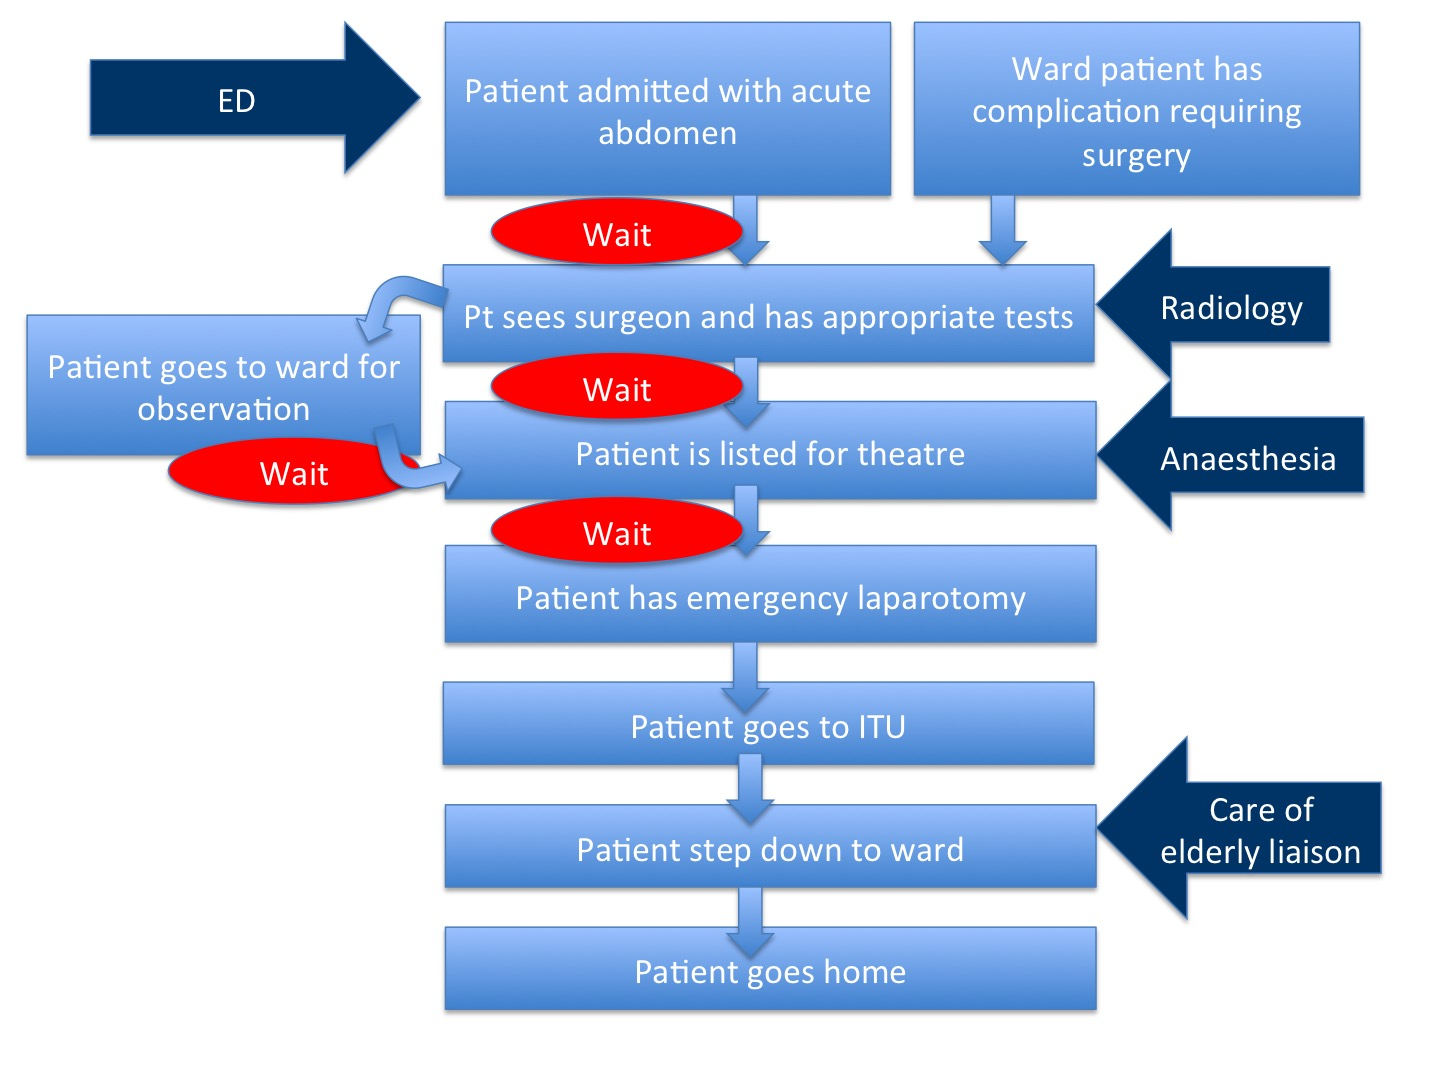 ED
Patient admitted with acute
abdomen
Ward patient has
complication requiring
surgery
Wait
Pt sees surgeon and has appropriate tests
Radiology
Patient goes to ward for
observation
Wait
Wait
Patient is listed for theatre
Anaesthesia
Wait
Patient has emergency laparotomy
Patient goes to ITU
Patient step down to ward
Care of
elderly liaison
Patient goes home